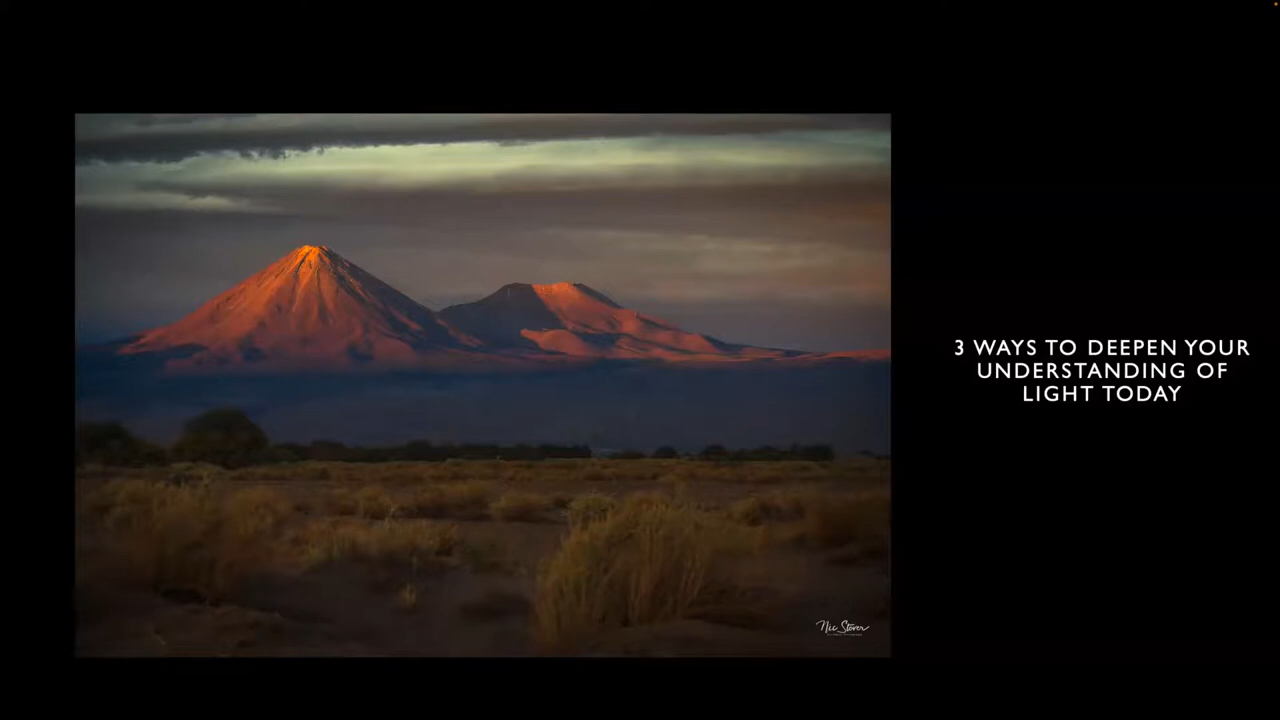 3 WAYS TO DEEPEN YOUR
UNDERSTANDING OF
LIGHT TODAY
Nic Stover